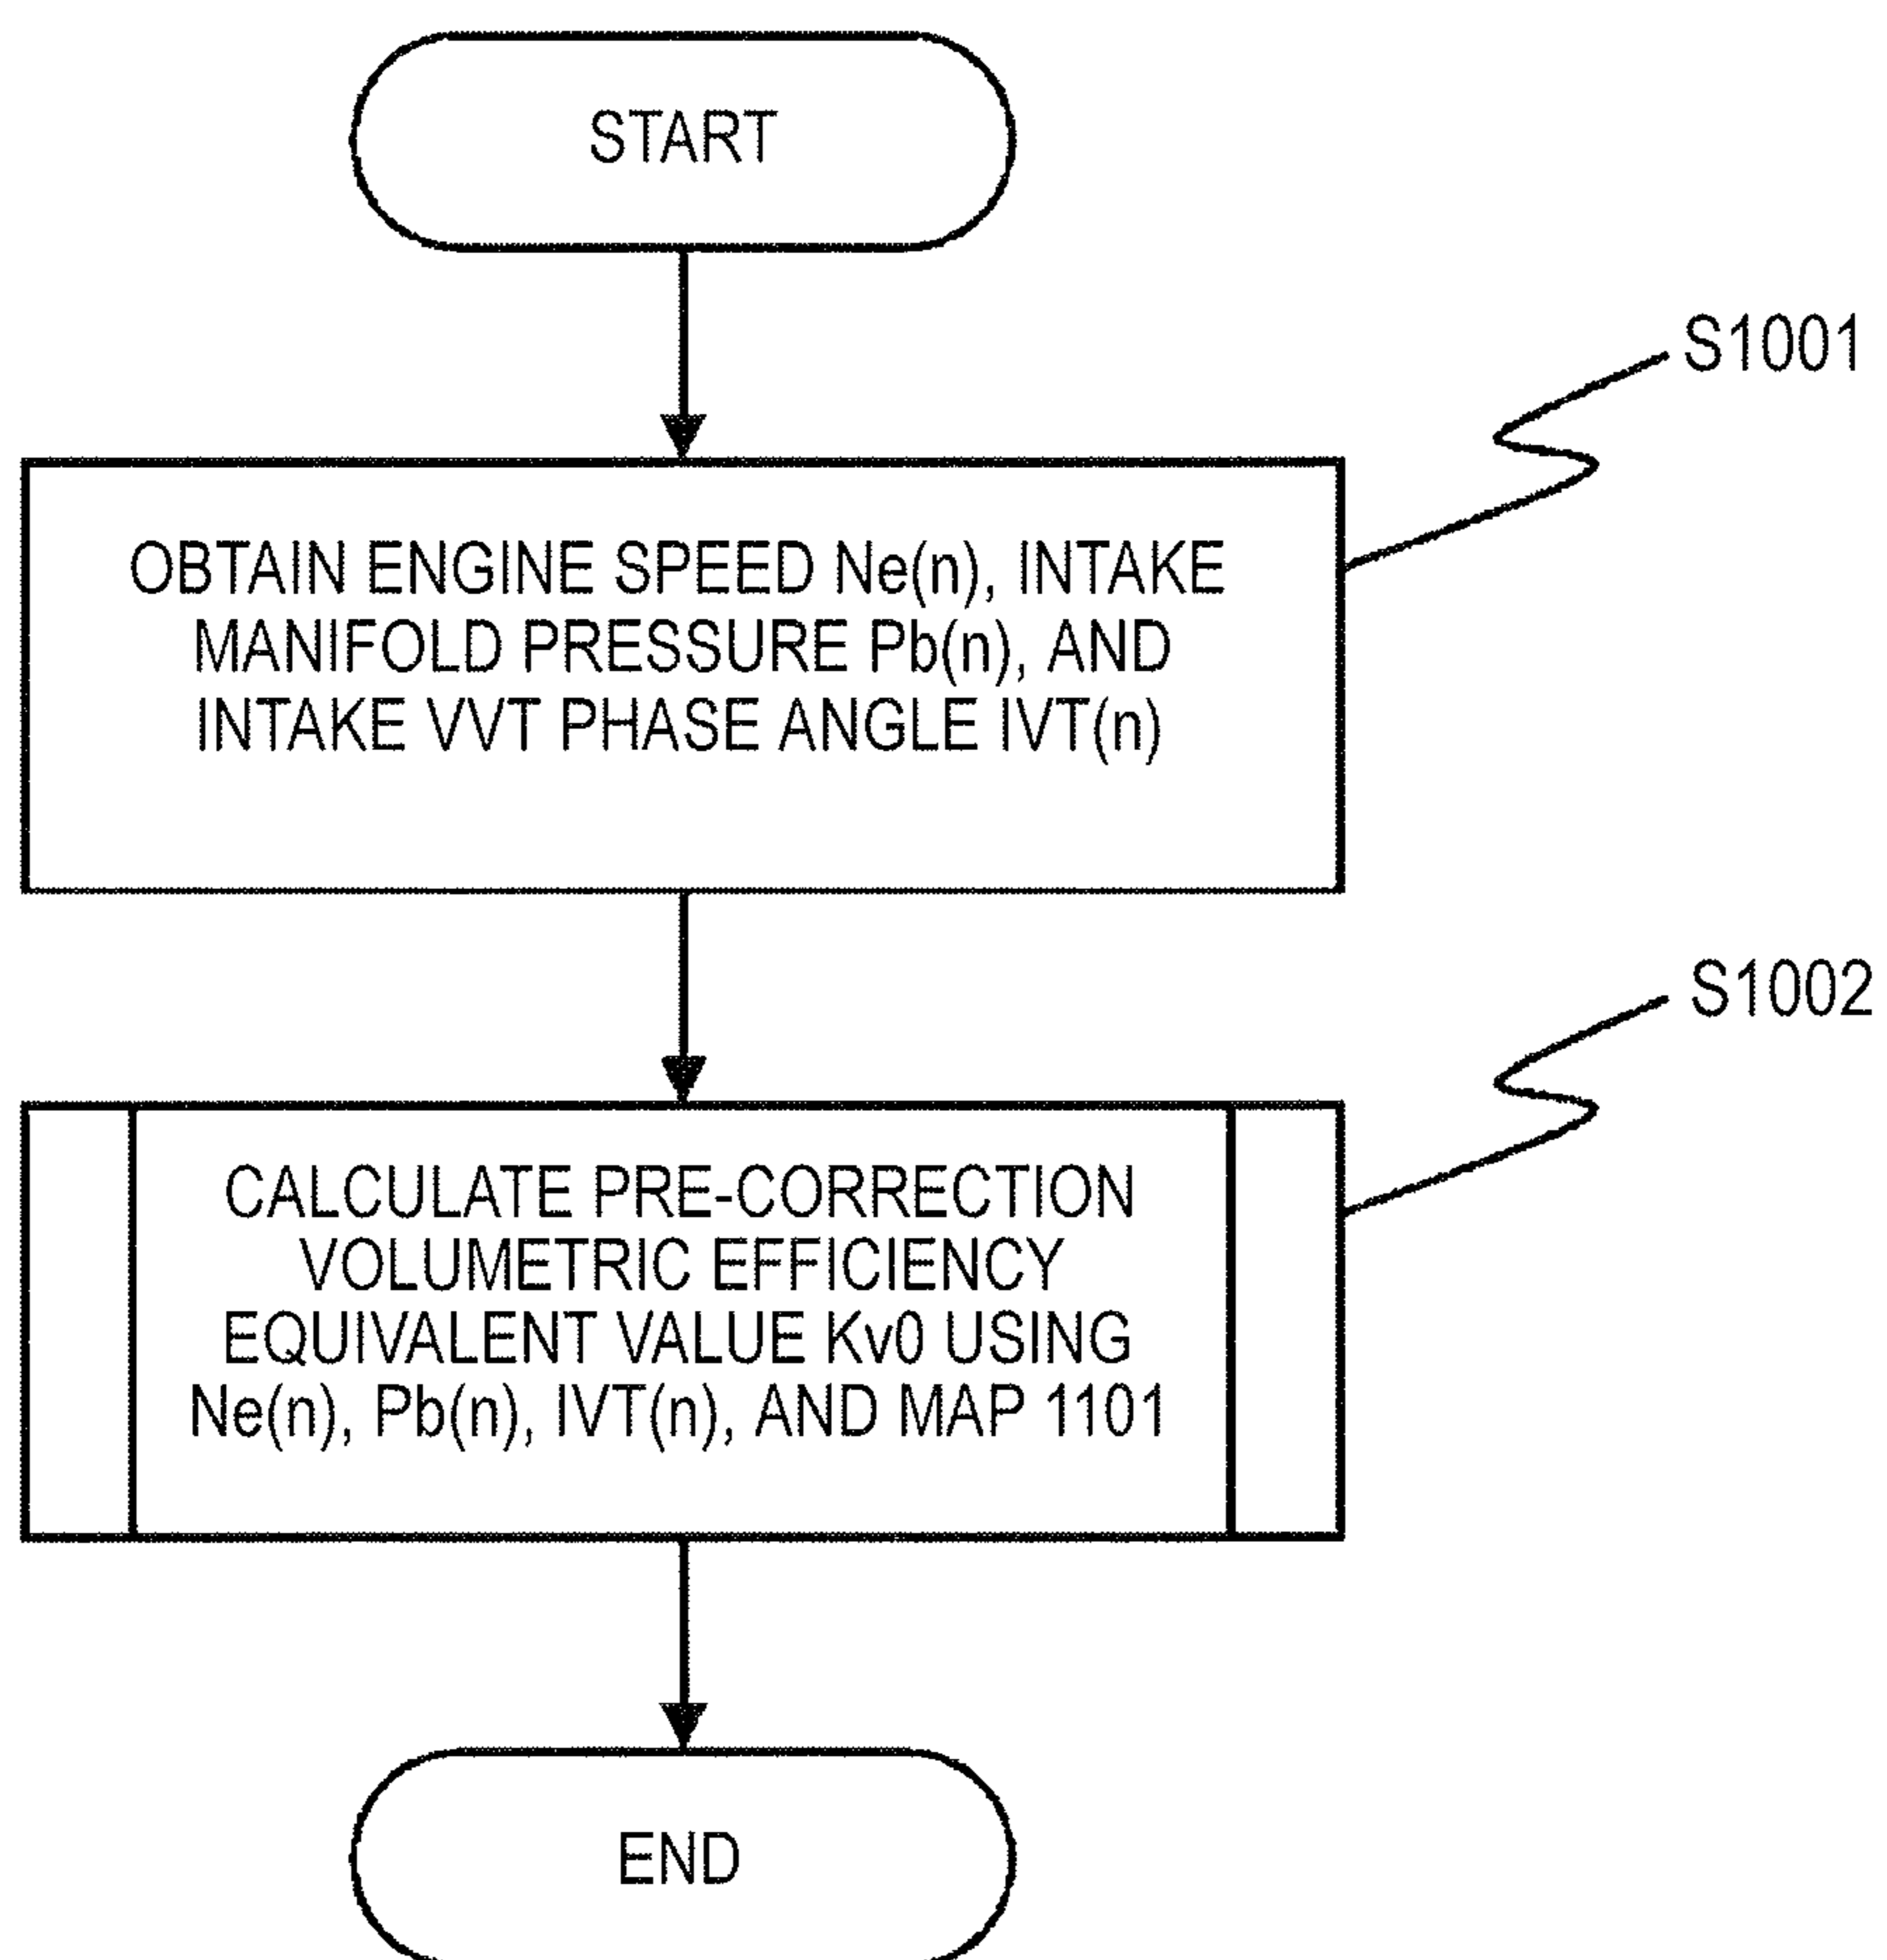 START
S1001
OBTAIN ENGINE SPEED Ne(n), INTAKE
MANIFOLD PRESSURE Pb(n), AND
INTAKE VVT PHASE ANGLE IVT(n)
S1002
CALCULATE PRE-CORRECTION
VOLUMETRIC EFFICIENCY
EQUIVALENT VALUE Kv0 USING
Ne(n), Pb(n), IVT(n), AND MAP 1101
END